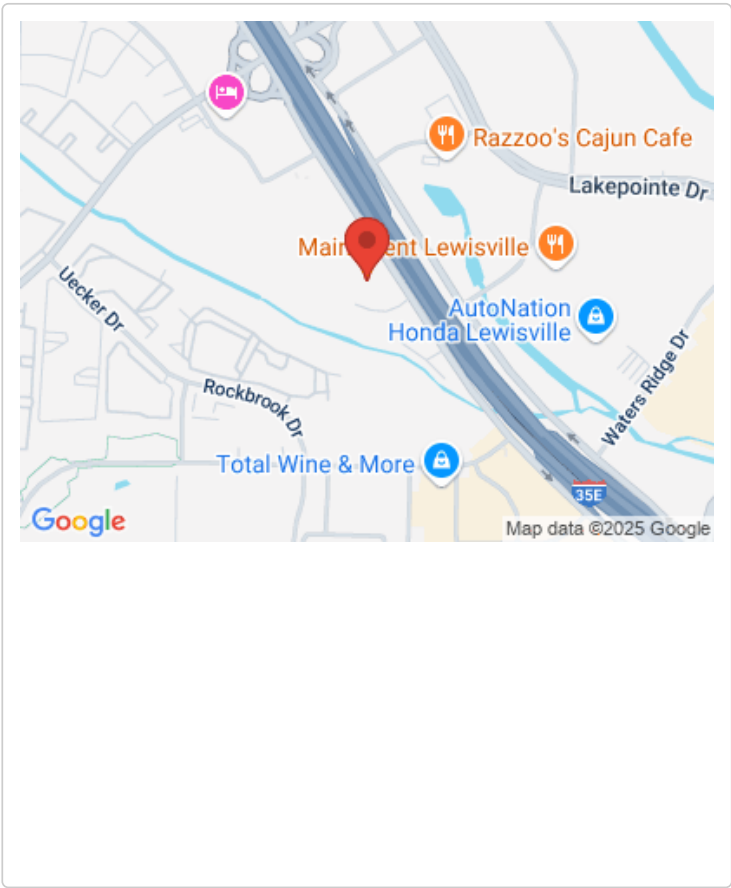 Razzoo's Cajun Cafe
Lakepointe Dr
Main ent Lewisville
AutoNation
Honda Lewisville
Uecker Dr
Waters Ridge Dr
Rockbrook Dr
Total Wine & More
35E
Google
Map data ©2025 Google